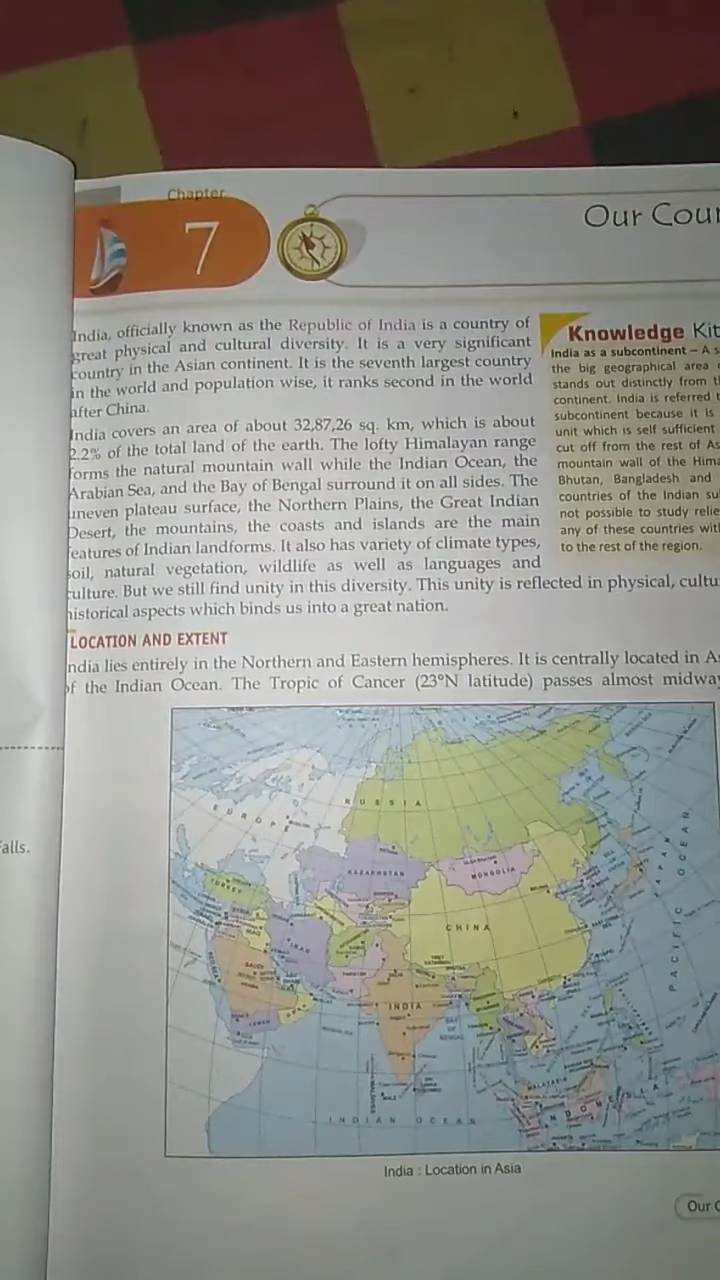 Chapter
7
Our Cour
India, officially known as the Republic of India is a country of
great physical and cultural diversity. It is a very significant
country in the Asian continent. It is the seventh largest country
in the world and population wise, it ranks second in the world
after China.
India covers an area of about 32,87,26 sq. km, which is about
2.2% of the total land of the earth. The lofty Himalayan range
forms the natural mountain wall while the Indian Ocean, the
Arabian Sea, and the Bay of Bengal surround it on all sides. The
uneven plateau surface, the Northern Plains, the Great Indian
Desert, the mountains, the coasts and islands are the main
features of Indian landforms. It also has variety of climate types,
soil, natural vegetation, wildlife as well as languages and
culture. But we still find unity in this diversity. This unity is reflected in physical, cultu
historical aspects which binds us into a great nation.
Knowledge Kit
India as a subcontinent – A s
the big geographical area
stands out distinctly from th
continent. India is referred t
subcontinent because it is
unit which is self sufficient
cut off from the rest of As
mountain wall of the Hima
Bhutan, Bangladesh and
countries of the Indian su
not possible to study relie
any of these countries with
to the rest of the region.
LOCATION AND EXTENT
India lies entirely in the Northern and Eastern hemispheres. It is centrally located in As
of the Indian Ocean. The Tropic of Cancer (23°N latitude) passes almost midway
RUSSIA
EUROPE
KAZAKHSTAN
MONGOLIA
TURKEY
SYRIA
IRAQ
IRAN
CHINA
JAPAN
PACIFIC OCEAN
SAUDI
YEMEN
INDIA
BAY
OF
BENGAL
MALDIVES
MALAYSIA
INDONESIA
INDIAN OCEAN
India : Location in Asia
Falls.
Our C